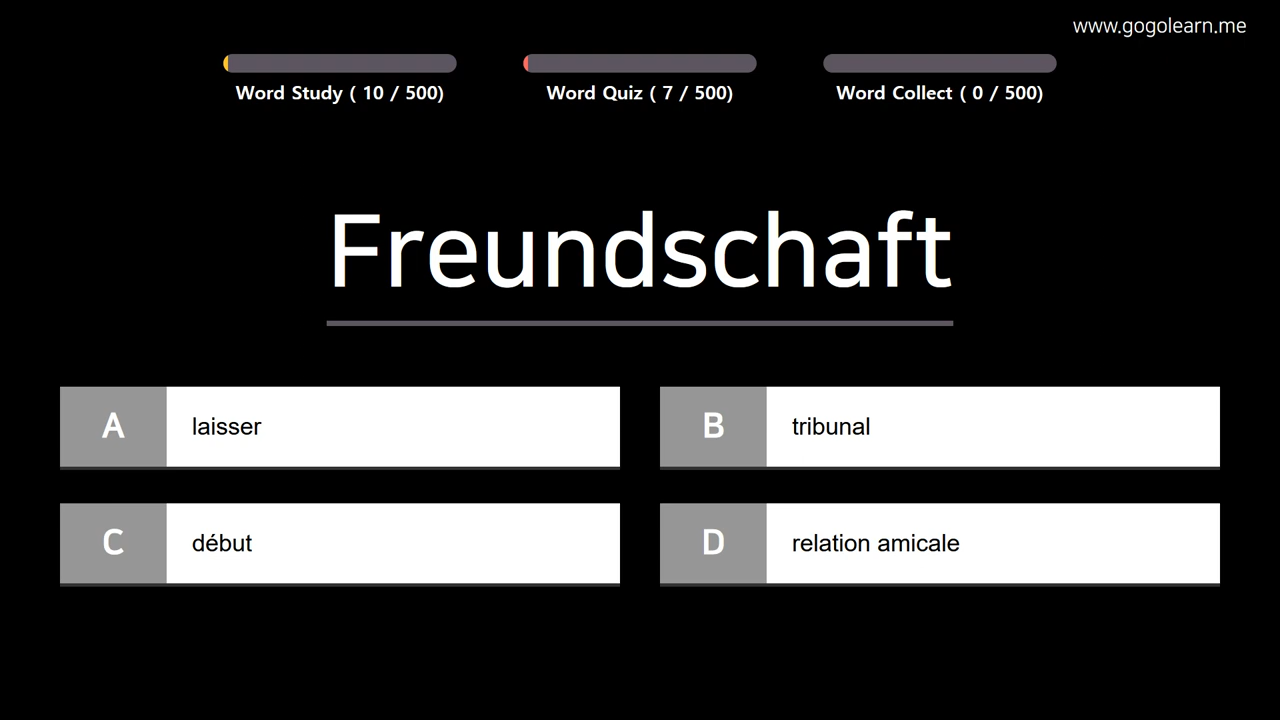 www.gogolearn.me
Word Study ( 10 / 500)
Word Quiz ( 7 / 500)
Word Collect ( 0 / 500)
Freundschaft
A laisser
B tribunal
C début
D relation amicale